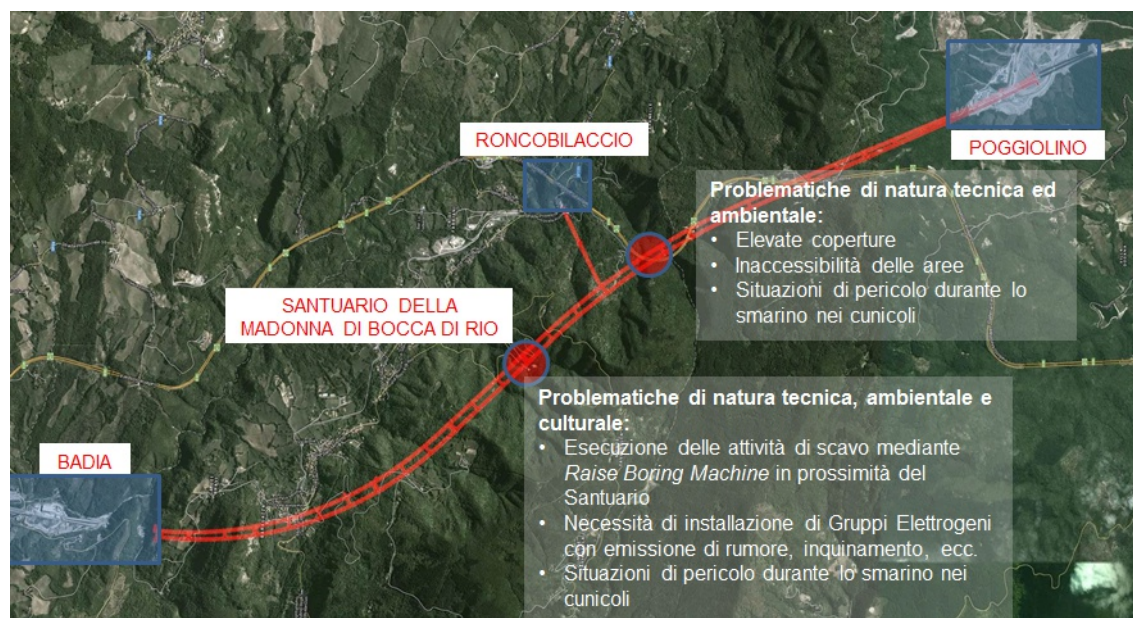 RONCOBILACCIO
POGGIOLINO
Problematiche di natura tecnica ed
ambientale:
• Elevate coperture
• Inaccessibilità delle aree
• Situazioni di pericolo durante lo
smarino nei cunicoli
SANTUARIO DELLA
MADONNA DI BOCCA DI RIO
Problematiche di natura tecnica, ambientale e
culturale:
• Esecuzione delle attività di scavo mediante
Raise Boring Machine in prossimità del
Santuario
• Necessità di installazione di Gruppi Elettrogeni
con emissione di rumore, inquinamento, ecc.
• Situazioni di pericolo durante lo smarino nei
cunicoli
BADIA